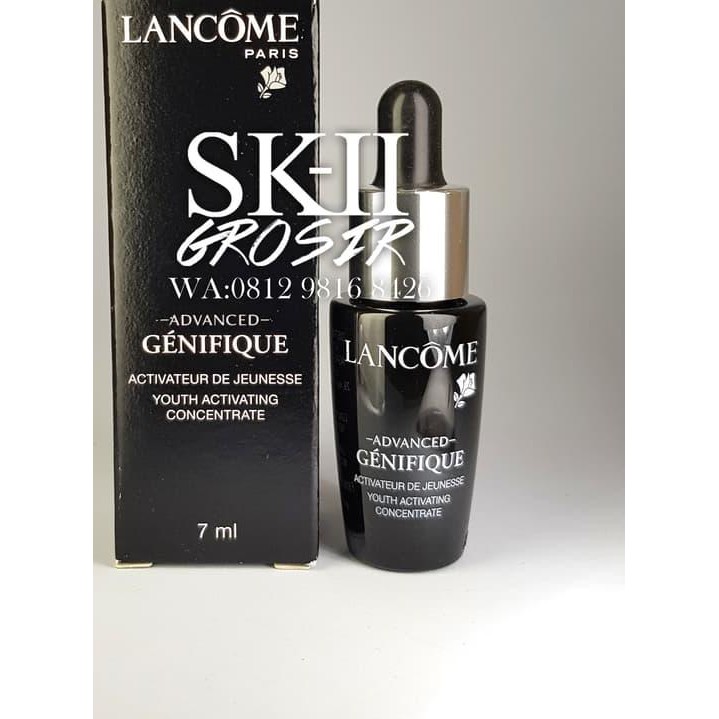 LANCÔME
PARIS
SK-II
GROSIR
WA:0812 9816 8426
-ADVANCED-
GÉNIFIQUE
ACTIVATEUR DE JEUNESSE
YOUTH ACTIVATING
CONCENTRATE
7 ml
LANCÔME
-ADVANCED-
GÉNIFIQUE
ACTIVATEUR DE JEUNESSE
YOUTH ACTIVATING
CONCENTRATE